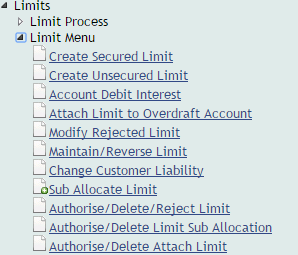 Limits
Limit Process
Limit Menu
Create Secured Limit
Create Unsecured Limit
Account Debit Interest
Attach Limit to Overdraft Account
Modify Rejected Limit
Maintain/Reverse Limit
Change Customer Liability
Sub Allocate Limit
Authorise/Delete/Reject Limit
Authorise/Delete Limit Sub Allocation
Authorise/Delete Attach Limit